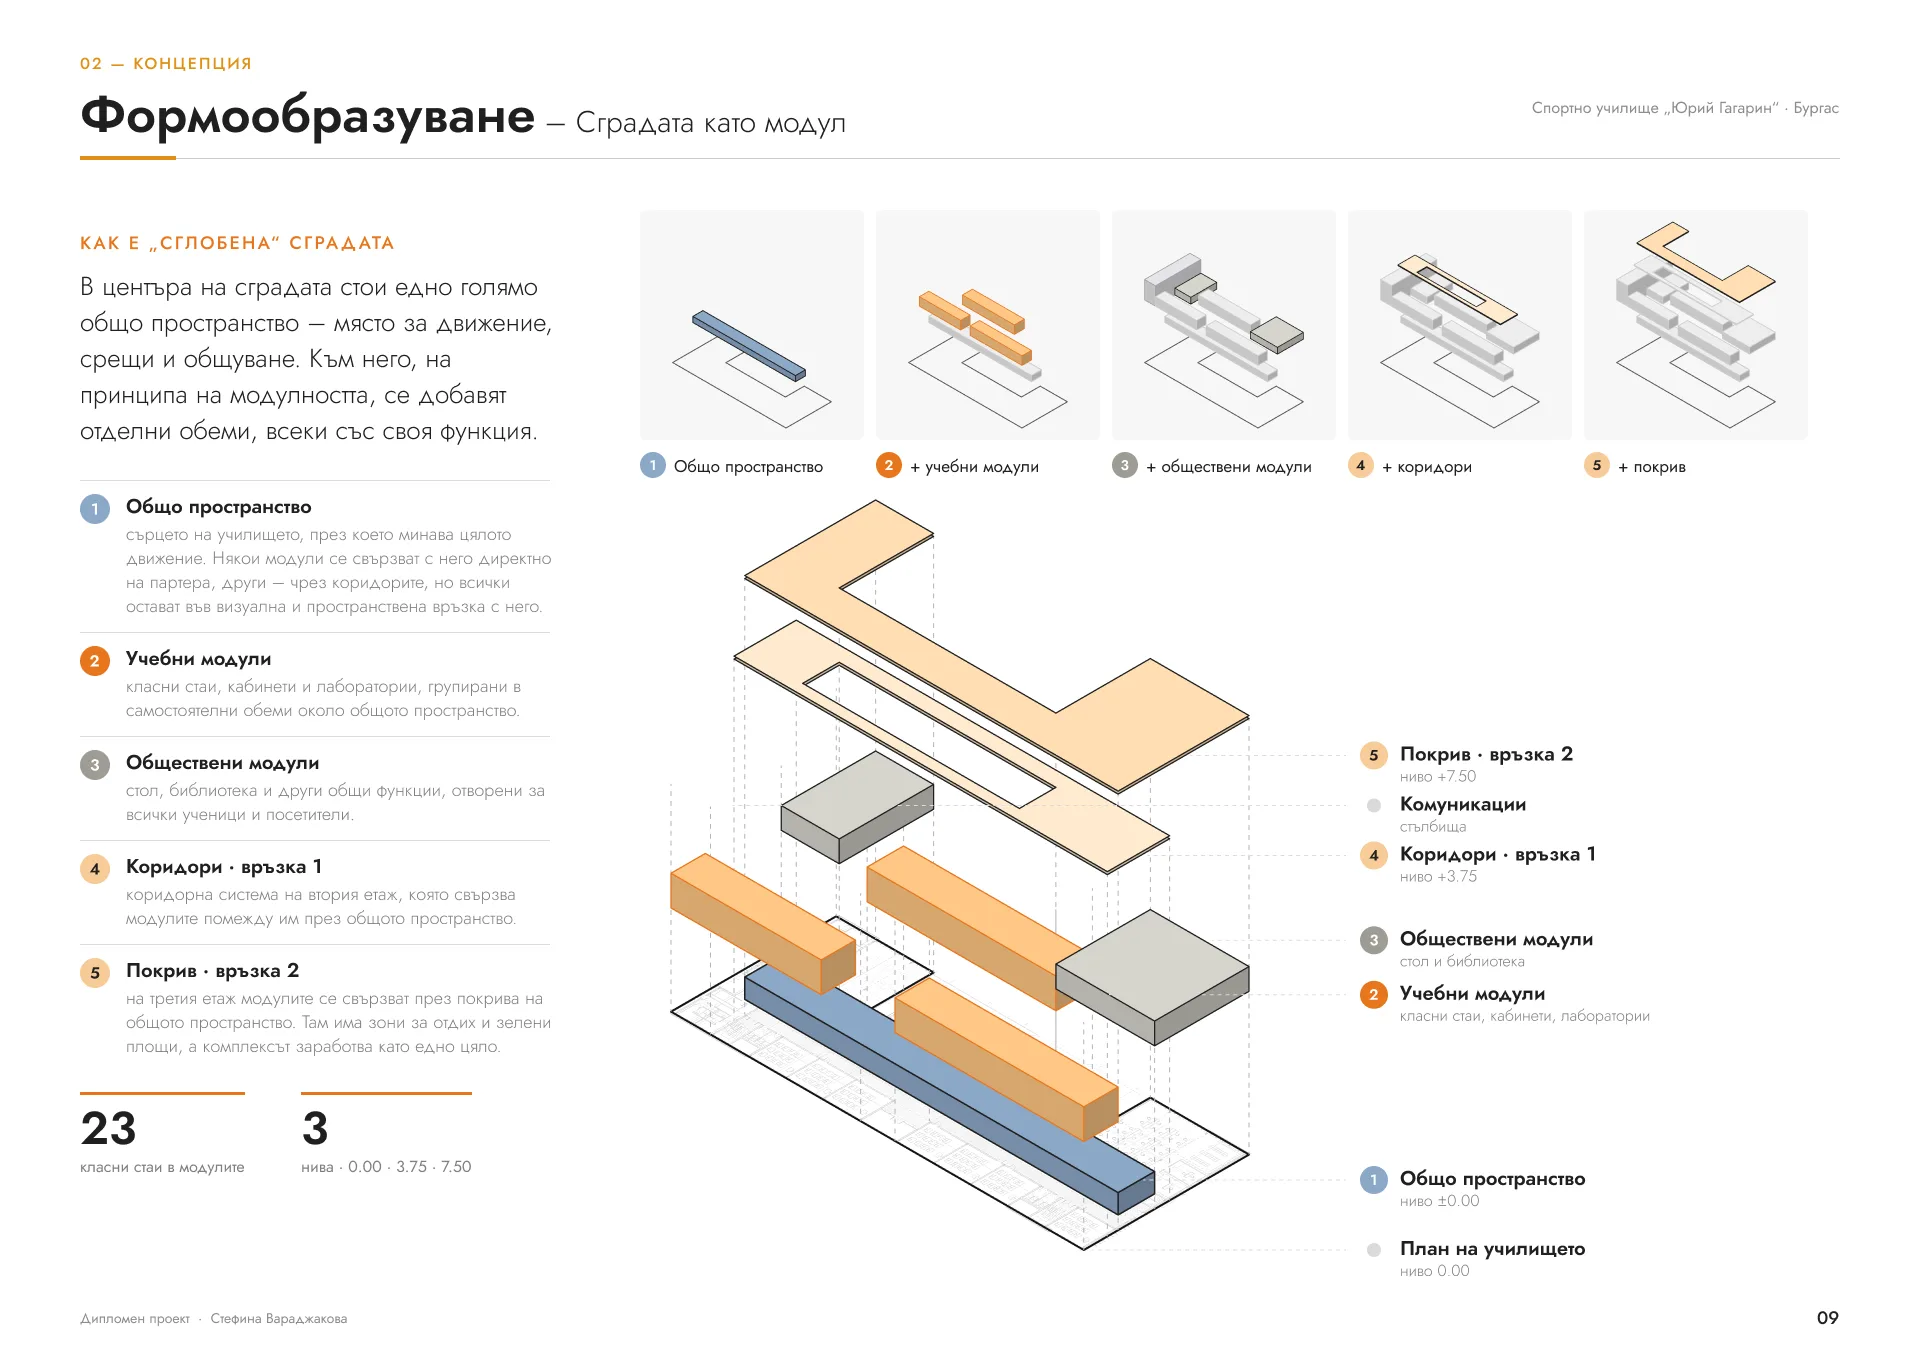 02 — КОНЦЕПЦИЯ
Формообразуване – Сградата като модул
Спортно училище „Юрий Гагарин“ · Бургас
КАК Е „СГЛОБЕНА“ СГРАДАТА
В центъра на сградата стои едно голямо
общо пространство – място за движение,
срещи и общуване. Към него, на
принципа на модулността, се добавят
отделни обеми, всеки със своя функция.
1 Общо пространство
сърцето на училището, през което минава цялото
движение. Някои модули се свързват с него директно
на партера, други – чрез коридорите, но всички
остават във визуална и пространствена връзка с него.
2 Учебни модули
класни стаи, кабинети и лаборатории, групирани в
самостоятелни обеми около общото пространство.
3 Обществени модули
стол, библиотека и други общи функции, отворени за
всички ученици и посетители.
4 Коридори · връзка 1
коридорна система на втория етаж, която свързва
модулите помежду им през общото пространство.
5 Покрив · връзка 2
на третия етаж модулите се свързват през покрива на
общото пространство. Там има зони за отдих и зелени
площи, а комплексът заработва като едно цяло.
23
класни стаи в модулите
3
нива · 0.00 · 3.75 · 7.50
1 Общо пространство
2 + учебни модули
3 + обществени модули
4 + коридори
5 + покрив
5 Покрив · връзка 2
ниво +7.50
Комуникации
стълбища
4 Коридори · връзка 1
ниво +3.75
3 Обществени модули
стол и библиотека
2 Учебни модули
класни стаи, кабинети, лаборатории
1 Общо пространство
ниво ±0.00
План на училището
ниво 0.00
Дипломен проект · Стефина Вараджакова
09